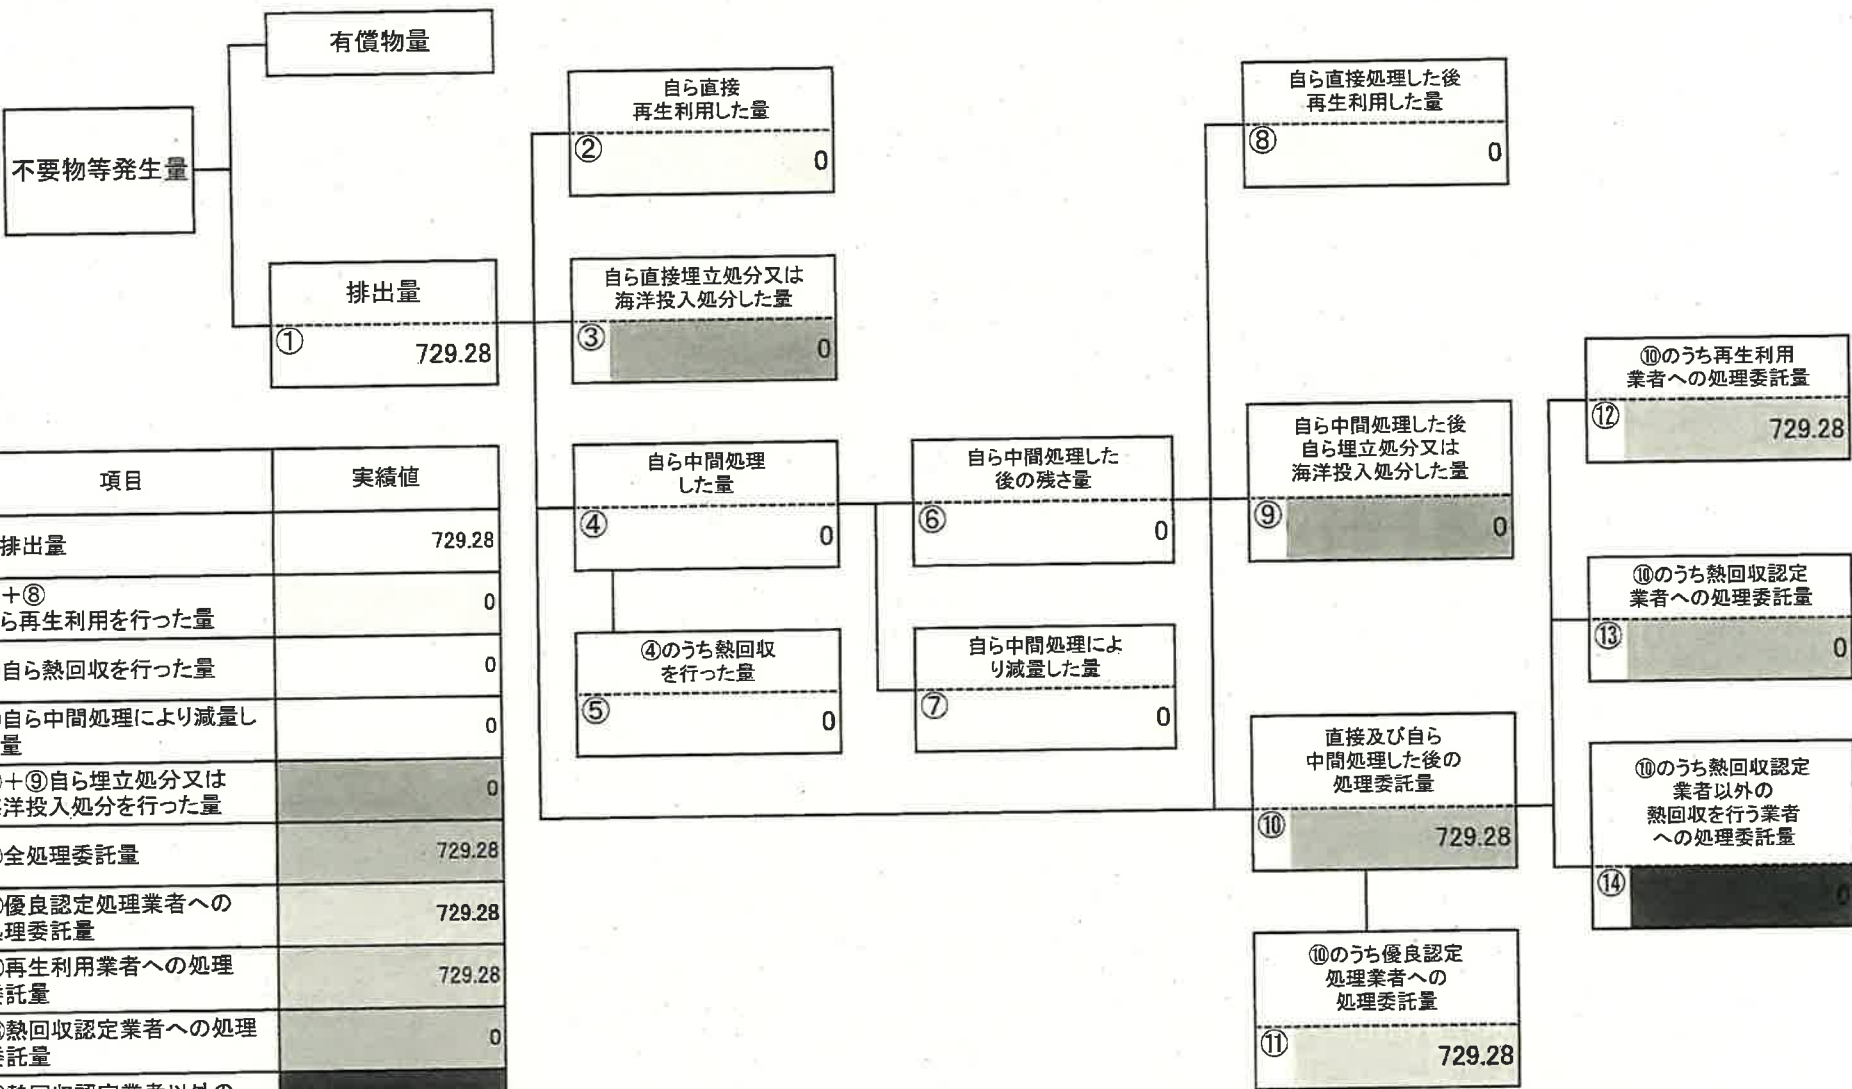 有償物量
不要物等発生量
排出量
①
729.28
自ら直接
再生利用した量
②
0
自ら直接埋立処分又は
海洋投入処分した量
③
0
自ら中間処理
した量
④
0
④のうち熱回収
を行った量
⑤
0
自ら中間処理した
後の残さ量
⑥
0
自ら中間処理によ
り減量した量
⑦
0
自ら直接処理した後
再生利用した量
⑧
0
自ら中間処理した後
自ら埋立処分又は
海洋投入処分した量
⑨
0
直接及び自ら
中間処理した後の
処理委託量
⑩
729.28
⑩のうち優良認定
処理業者への
処理委託量
⑪
729.28
⑩のうち再生利用
業者への処理委託量
⑫
729.28
⑩のうち熱回収認定
業者への処理委託量
⑬
0
⑩のうち熱回収認定
業者以外の
熱回収を行う業者
への処理委託量
⑭
0
項目 実績値
排出量 729.28
+⑧
ら再生利用を行った量 0
自ら熱回収を行った量 0
自ら中間処理により減量し
量 0
+⑨自ら埋立処分又は
洋投入処分を行った量 0
全処理委託量 729.28
優良認定処理業者への
理委託量 729.28
再生利用業者への処理
託量 729.28
熱回収認定業者への処理
託量 0
熱回収認定業者以外の